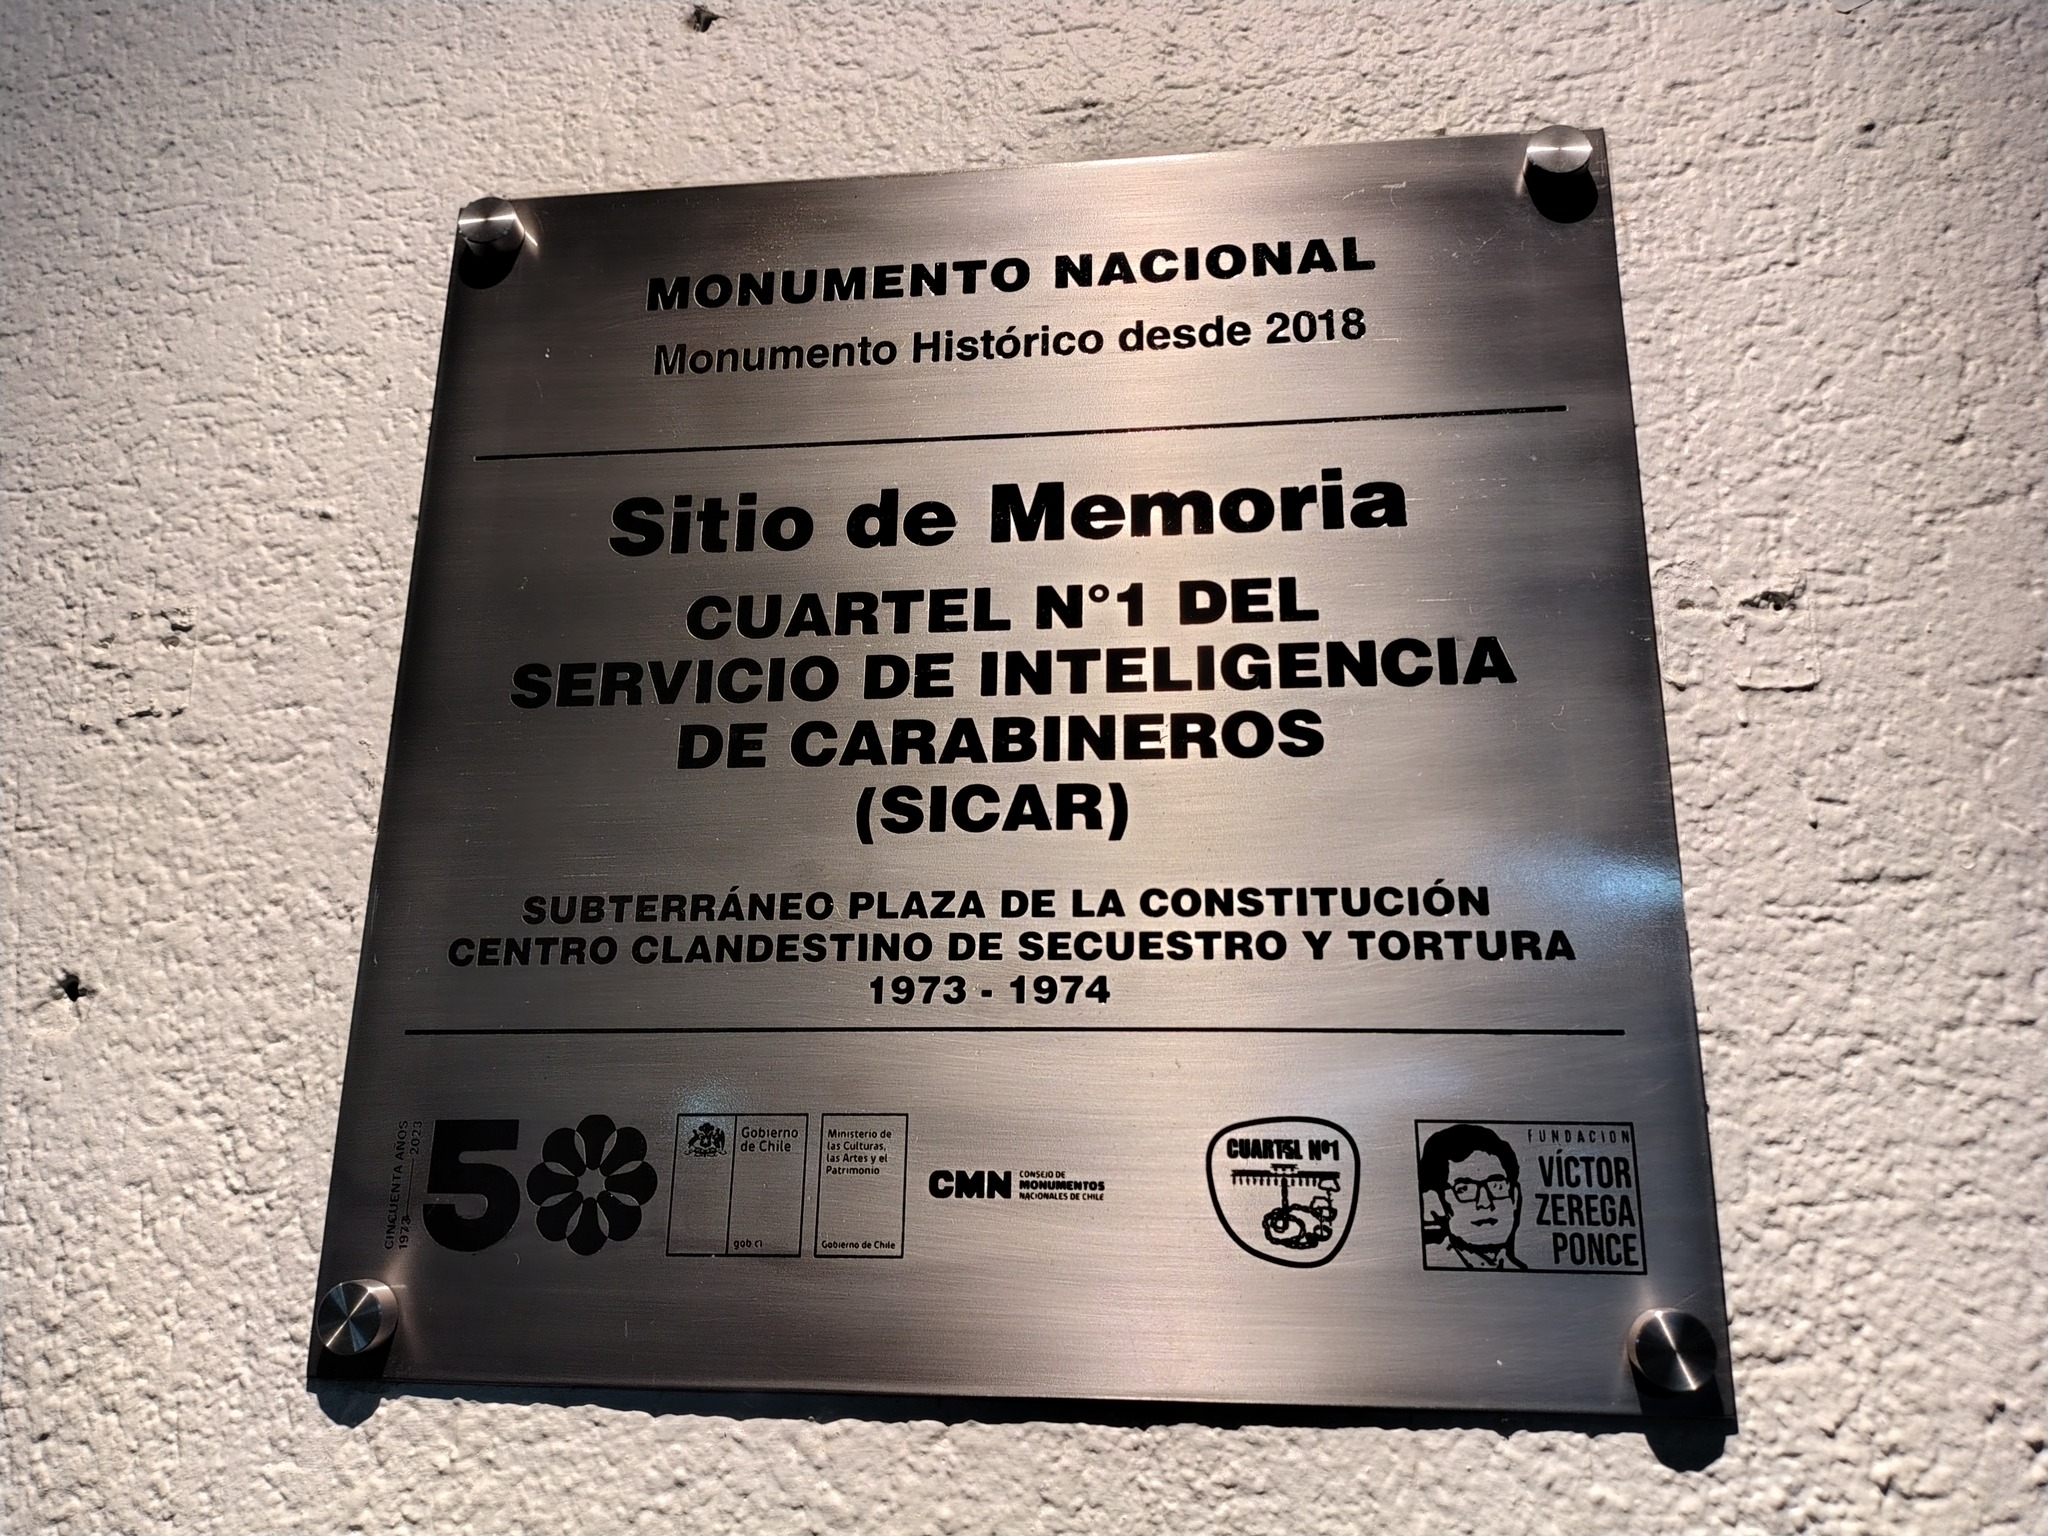 MONUMENTO NACIONAL
Monumento Histórico desde 2018
Sitio de Memoria
CUARTEL N°1 DEL
SERVICIO DE INTELIGENCIA
DE CARABINEROS
(SICAR)
SUBTERRÁNEO PLAZA DE LA CONSTITUCIÓN
CENTRO CLANDESTINO DE SECUESTRO Y TORTURA
1973 - 1974
CINCUENTA AÑOS
1973 2023
50
Gobierno
de Chile
gob.cl
Ministerio de
las Culturas,
las Artes y el
Patrimonio
Gobierno de Chile
CMN
CONSEJO DE
MONUMENTOS
NACIONALES DE CHILE
CUARTEL Nº1
FUNDACION
VÍCTOR
ZEREGA
PONCE